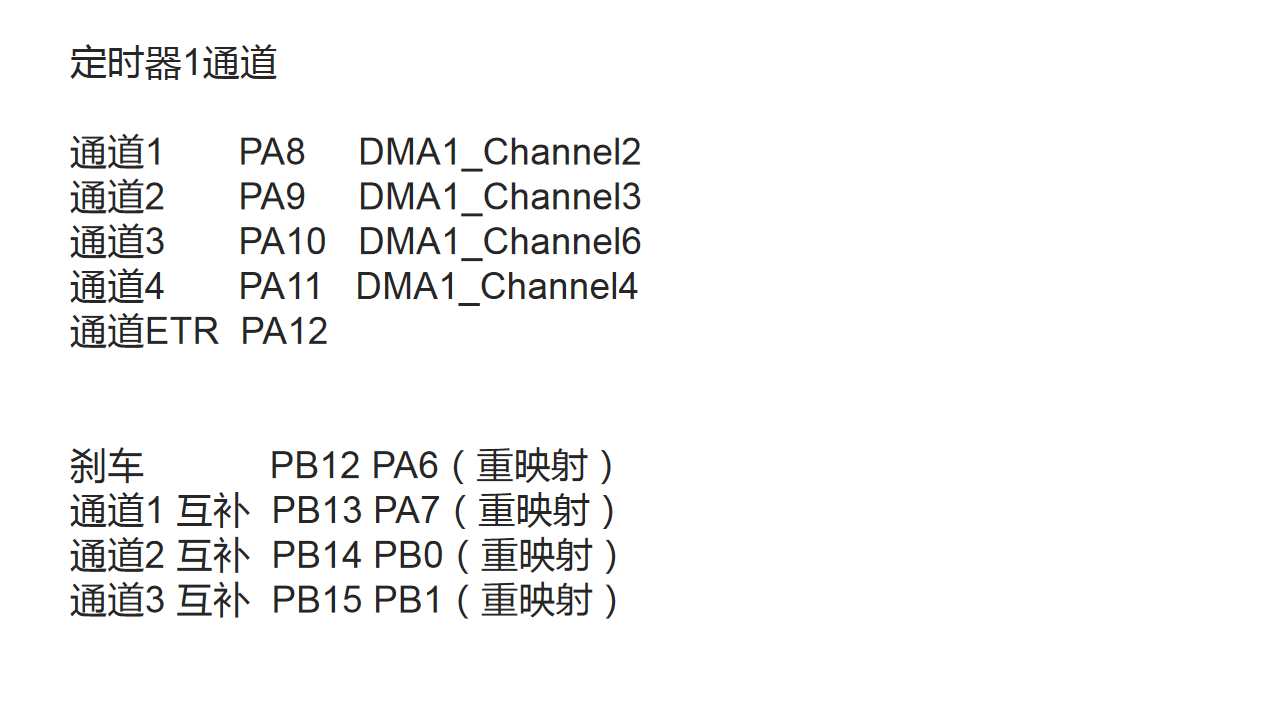 定时器1通道
通道1 PA8 DMA1_Channel2
通道2 PA9 DMA1_Channel3
通道3 PA10 DMA1_Channel6
通道4 PA11 DMA1_Channel4
通道ETR PA12
刹车 PB12 PA6（重映射）
通道1 互补 PB13 PA7（重映射）
通道2 互补 PB14 PB0（重映射）
通道3 互补 PB15 PB1（重映射）